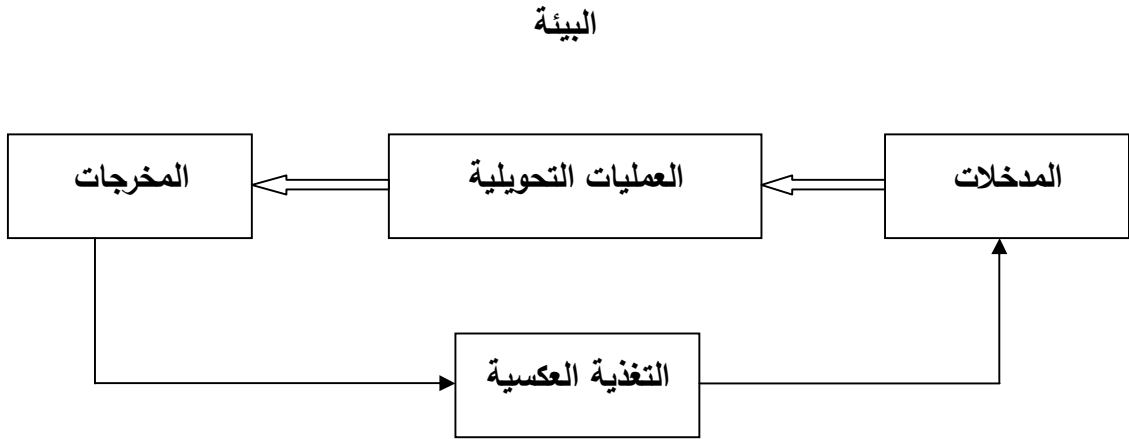 البيئة
المدخلات
العمليات التحويلية
المخرجات
التغذية العكسية